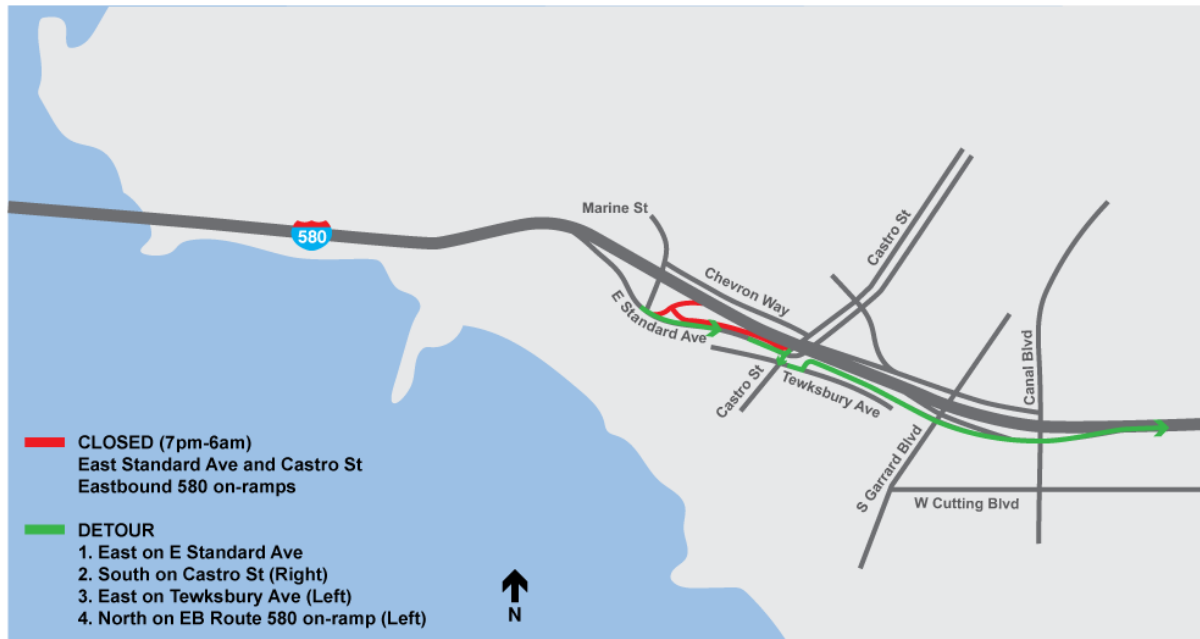 Marine St
Castro St
580
Chevron Way
E Standard Ave
Castro St
Tewksbury Ave
Canal Blvd
S Garrard Blvd
W Cutting Blvd
CLOSED (7pm-6am)
East Standard Ave and Castro St
Eastbound 580 on-ramps
DETOUR
1. East on E Standard Ave
2. South on Castro St (Right)
3. East on Tewksbury Ave (Left)
4. North on EB Route 580 on-ramp (Left)
N